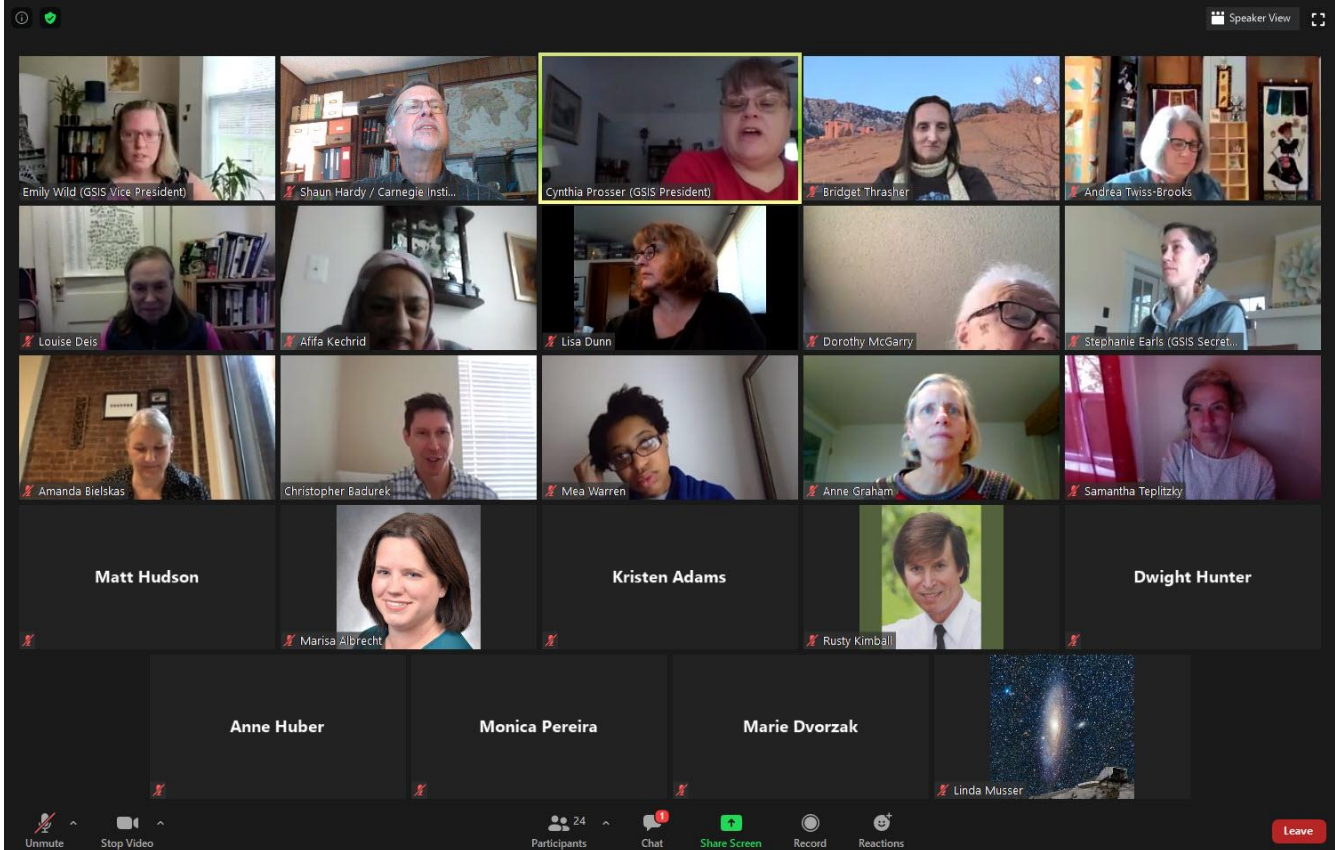 Speaker View
Emily Wild (GSIS Vice President)
Shaun Hardy / Carnegie Insti...
Cynthia Prosser (GSIS President)
Bridget Thrasher
Andrea Twiss-Brooks
Louise Deis
Afifa Kechrid
Lisa Dunn
Dorothy McGarry
Stephanie Earls (GSIS Secret...
Amanda Bielskas
Christopher Badurek
Mea Warren
Anne Graham
Samantha Teplitzky
Matt Hudson
Marisa Albrecht
Kristen Adams
Rusty Kimball
Dwight Hunter
Anne Huber
Monica Pereira
Marie Dvorzak
Linda Musser
Unmute
Stop Video
24
Participants
1
Chat
Share Screen
Record
Reactions
Leave